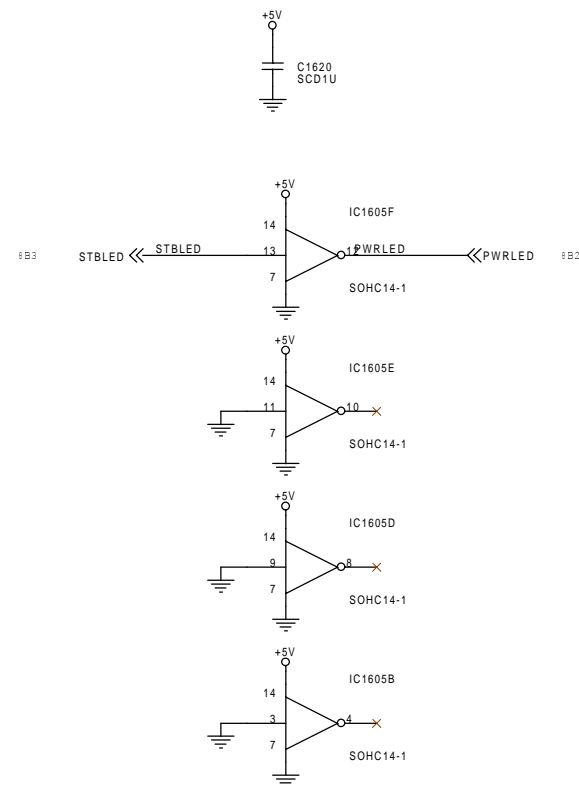 +5V
C1620
SCD1U
+5V
IC1605F
14
8B3 STBLED STBLED 13 12 PWRLED PWRLED 8B2
7
SOHC14-1
+5V
IC1605E
14
11 10
7
SOHC14-1
+5V
IC1605D
14
9 8
7
SOHC14-1
+5V
IC1605B
14
3 4
7
SOHC14-1